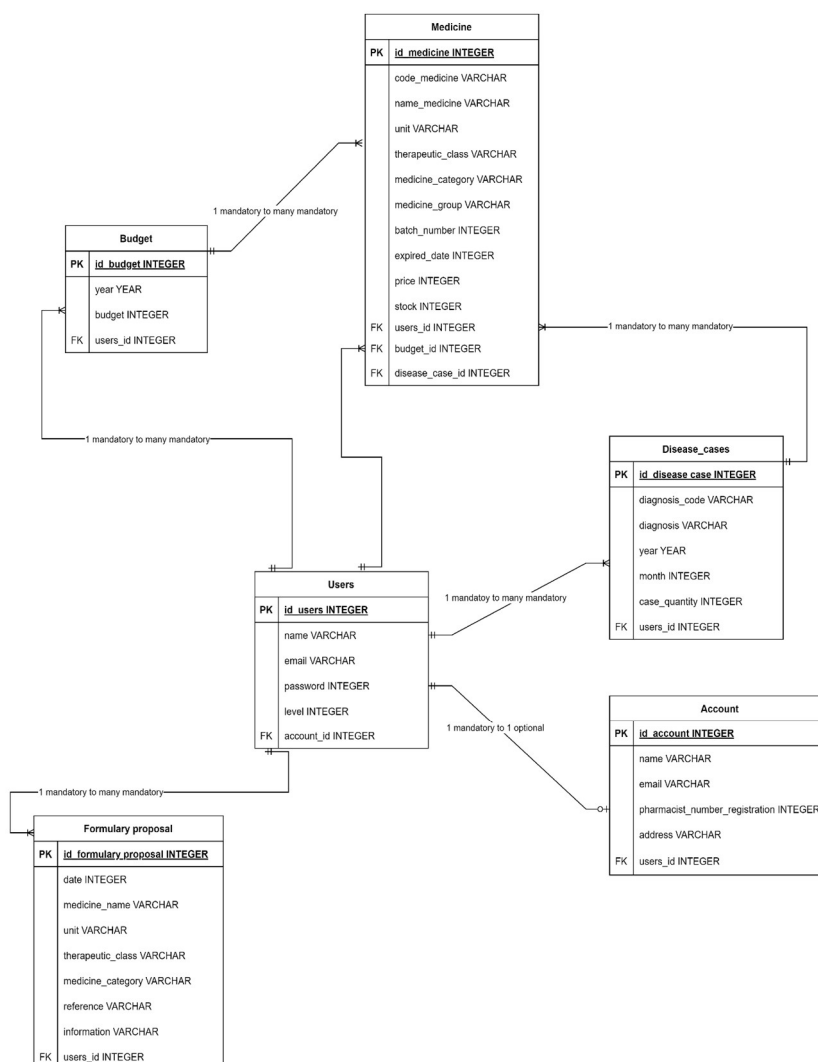 Medicine
PK id_medicine INTEGER
code_medicine VARCHAR
name_medicine VARCHAR
unit VARCHAR
therapeutic_class VARCHAR
medicine_category VARCHAR
medicine_group VARCHAR
batch_number INTEGER
expired_date INTEGER
price INTEGER
stock INTEGER
FK users_id INTEGER
FK budget_id INTEGER
FK disease_case_id INTEGER
1 mandatory to many mandatory
Budget
PK id_budget INTEGER
year YEAR
budget INTEGER
FK users_id INTEGER
1 mandatory to many mandatory
1 mandatory to many mandatory
Disease_cases
PK id_disease case INTEGER
diagnosis_code VARCHAR
diagnosis VARCHAR
year YEAR
month INTEGER
case_quantity INTEGER
FK users_id INTEGER
Users
PK id_users INTEGER
name VARCHAR
email VARCHAR
password INTEGER
level INTEGER
FK account_id INTEGER
1 mandatoy to many mandatory
1 mandatory to 1 optional
Account
PK id_account INTEGER
name VARCHAR
email VARCHAR
pharmacist_number_registration INTEGER
address VARCHAR
FK users_id INTEGER
1 mandatory to many mandatory
Formulary proposal
PK id_formulary proposal INTEGER
date INTEGER
medicine_name VARCHAR
unit VARCHAR
therapeutic_class VARCHAR
medicine_category VARCHAR
reference VARCHAR
information VARCHAR
FK users_id INTEGER